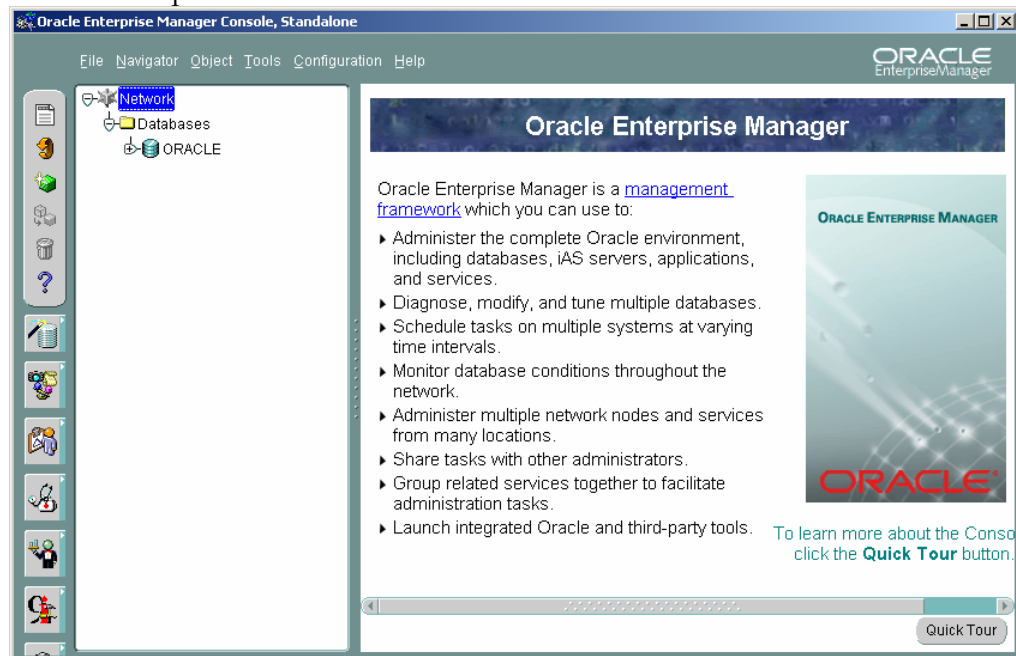 Oracle Enterprise Manager Console, Standalone
File Navigator Object Tools Configuration Help
ORACLE
EnterpriseManager
Network
Databases
ORACLE
Oracle Enterprise Manager
Oracle Enterprise Manager is a management
framework which you can use to:
Administer the complete Oracle environment,
including databases, iAS servers, applications,
and services.
Diagnose, modify, and tune multiple databases.
Schedule tasks on multiple systems at varying
time intervals.
Monitor database conditions throughout the
network.
Administer multiple network nodes and services
from many locations.
Share tasks with other administrators.
Group related services together to facilitate
administration tasks.
Launch integrated Oracle and third-party tools.
ORACLE ENTERPRISE MANAGER
ORACLE
To learn more about the Conso
click the Quick Tour button.
Quick Tour